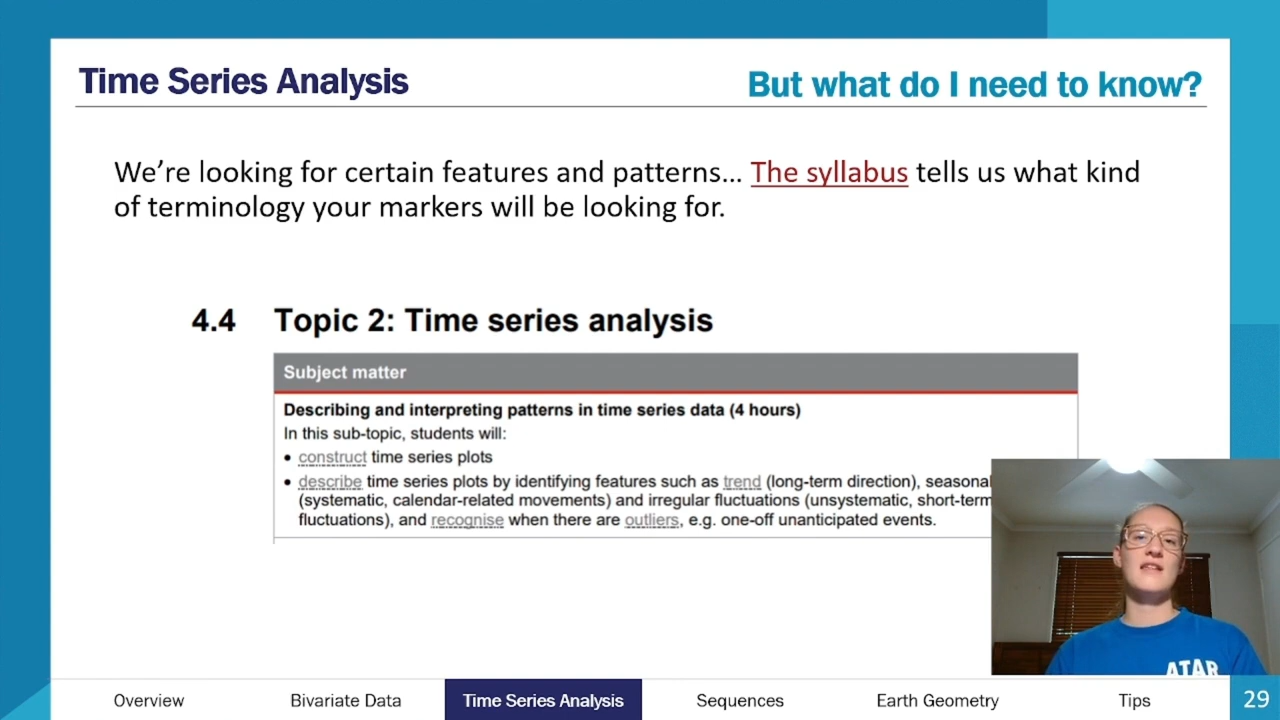 Time Series Analysis
But what do I need to know?
We’re looking for certain features and patterns... The syllabus tells us what kind
of terminology your markers will be looking for.
4.4 Topic 2: Time series analysis
Subject matter
Describing and interpreting patterns in time series data (4 hours)
In this sub-topic, students will:
• construct time series plots
• describe time series plots by identifying features such as trend (long-term direction), seasonal
(systematic, calendar-related movements) and irregular fluctuations (unsystematic, short-term
fluctuations), and recognise when there are outliers, e.g. one-off unanticipated events.
ATAR
Overview
Bivariate Data
Time Series Analysis
Sequences
Earth Geometry
Tips
29